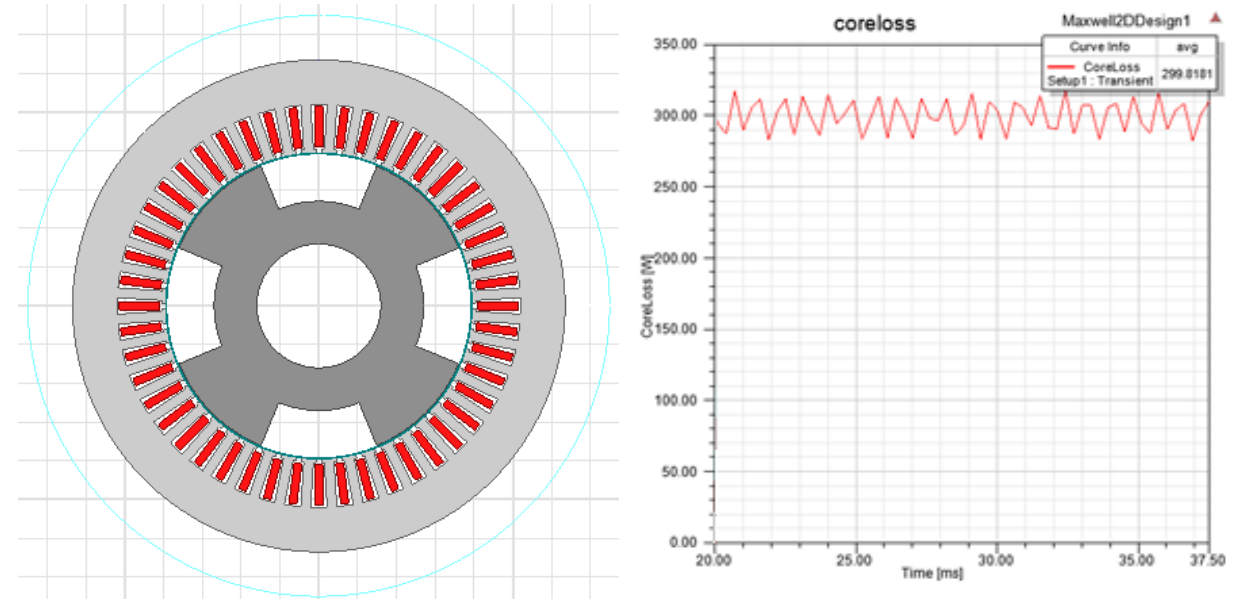 coreloss
Maxwell2DDesign1
Curve Info avg
CoreLoss
Setup1 : Transient 299.8181
350.00
300.00
250.00
200.00
150.00
100.00
50.00
0.00
CoreLoss [W]
20.00 25.00 30.00 35.00 37.50
Time [ms]